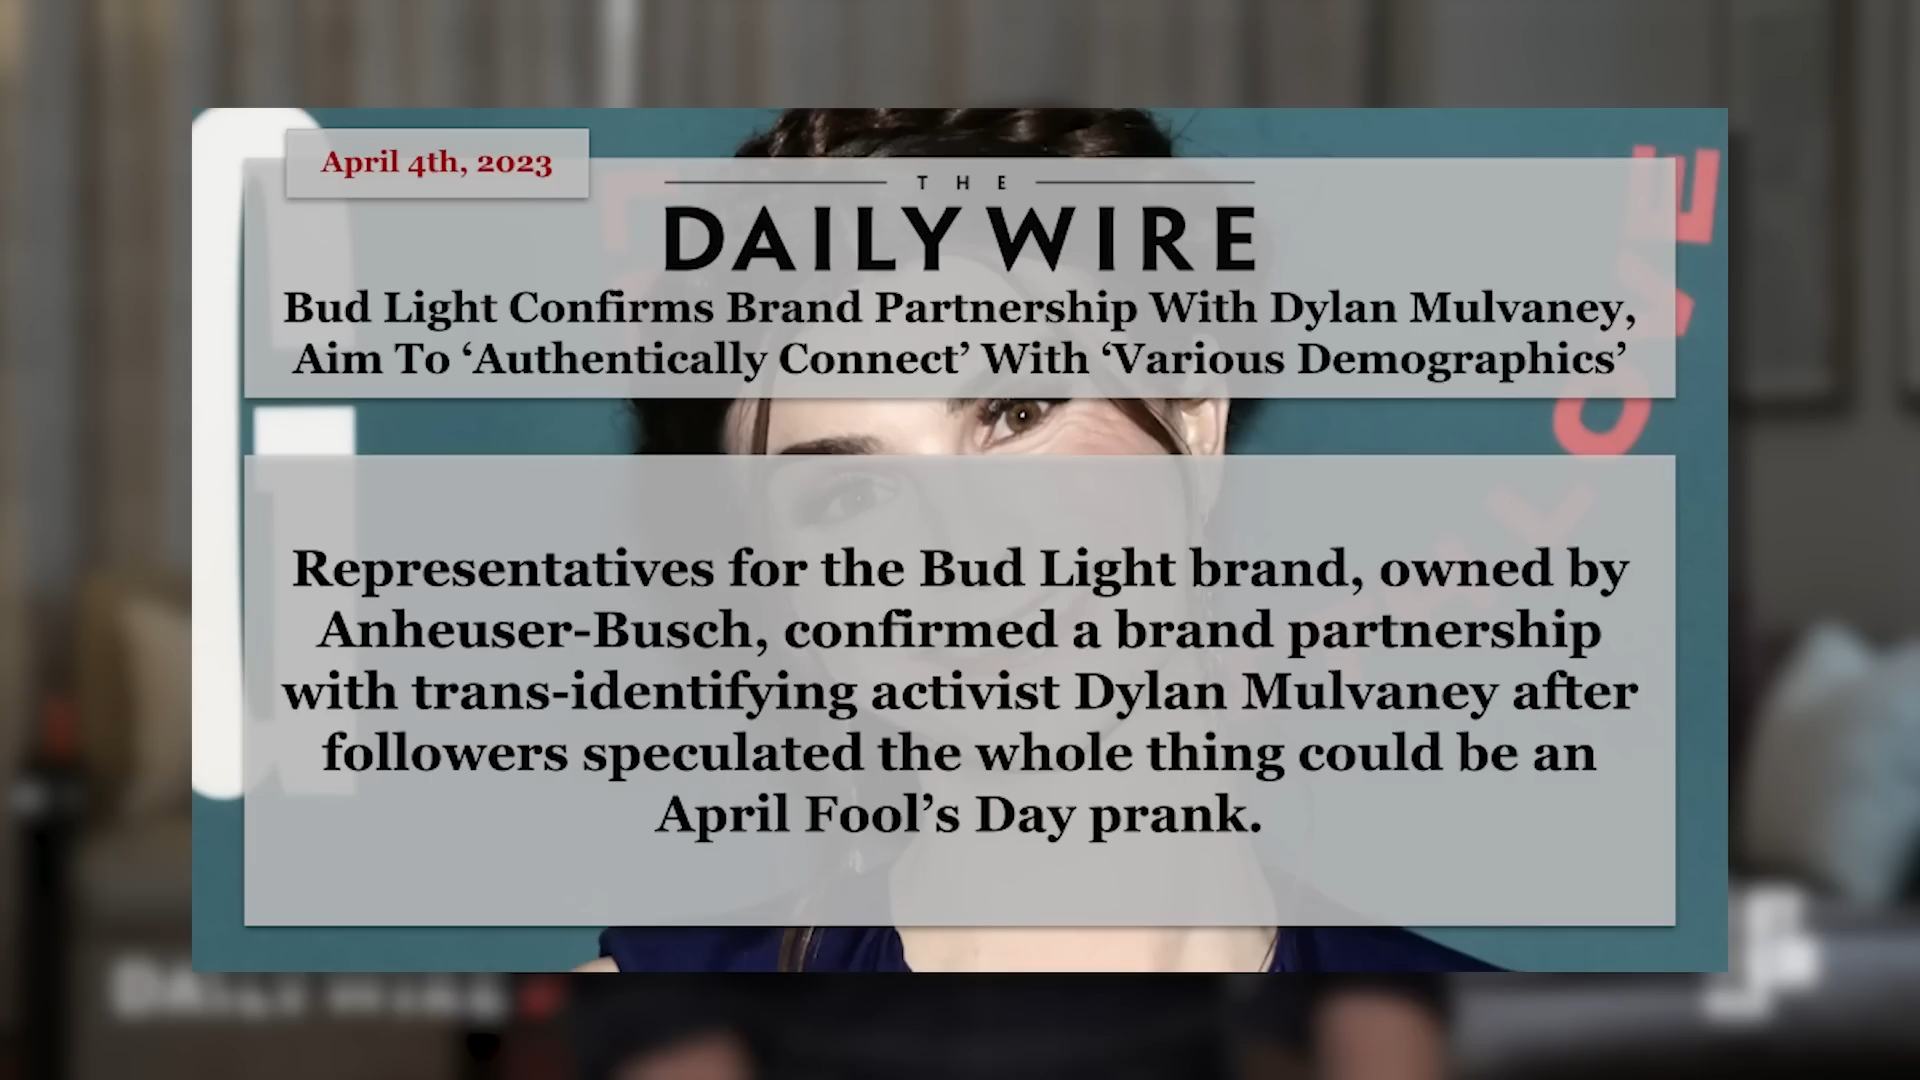 April 4th, 2023
THE
DAILY WIRE
Bud Light Confirms Brand Partnership With Dylan Mulvaney,
Aim To ‘Authentically Connect’ With ‘Various Demographics’
Representatives for the Bud Light brand, owned by
Anheuser-Busch, confirmed a brand partnership
with trans-identifying activist Dylan Mulvaney after
followers speculated the whole thing could be an
April Fool’s Day prank.
DAILY WIRE